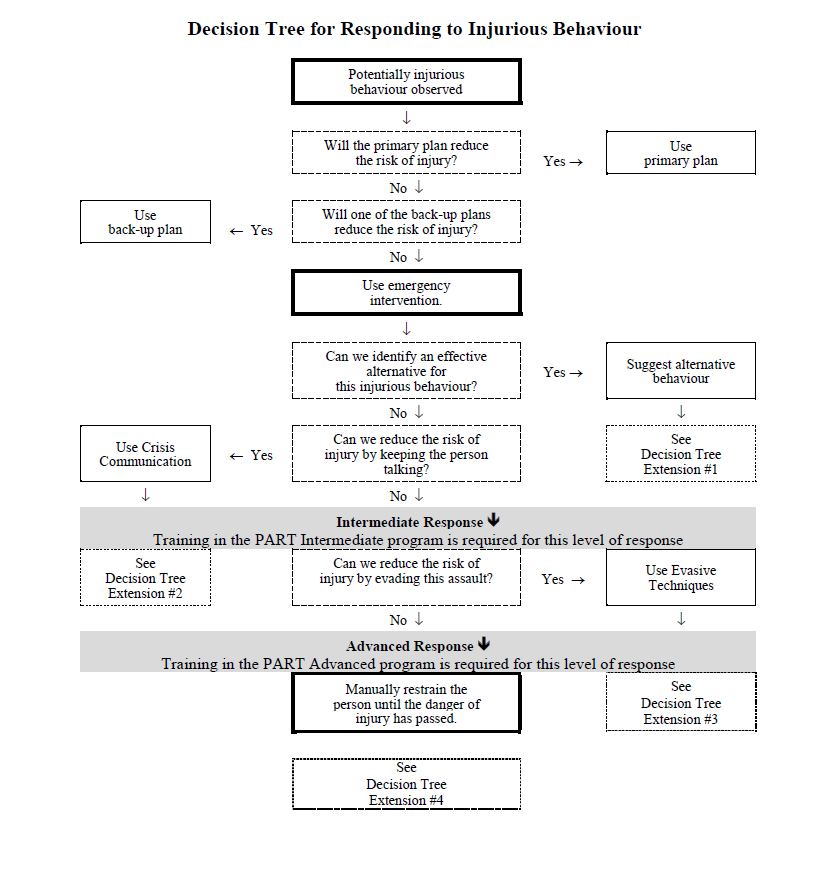 Decision Tree for Responding to Injurious Behaviour
Potentially injurious
behaviour observed
↓
Will the primary plan reduce
the risk of injury?
Yes →
Use
primary plan
No ↓
Use
back-up plan
← Yes
Will one of the back-up plans
reduce the risk of injury?
No ↓
Use emergency
intervention.
↓
Can we identify an effective
alternative for
this injurious behaviour?
Yes →
Suggest alternative
behaviour
No ↓
↓
Use Crisis
Communication
← Yes
Can we reduce the risk of
injury by keeping the person
talking?
See
Decision Tree
Extension #1
↓
No ↓
Intermediate Response 🡻
Training in the PART Intermediate program is required for this level of response
See
Decision Tree
Extension #2
Can we reduce the risk of
injury by evading this assault?
Yes →
Use Evasive
Techniques
No ↓
↓
Advanced Response 🡻
Training in the PART Advanced program is required for this level of response
Manually restrain the
person until the danger of
injury has passed.
See
Decision Tree
Extension #3
See
Decision Tree
Extension #4